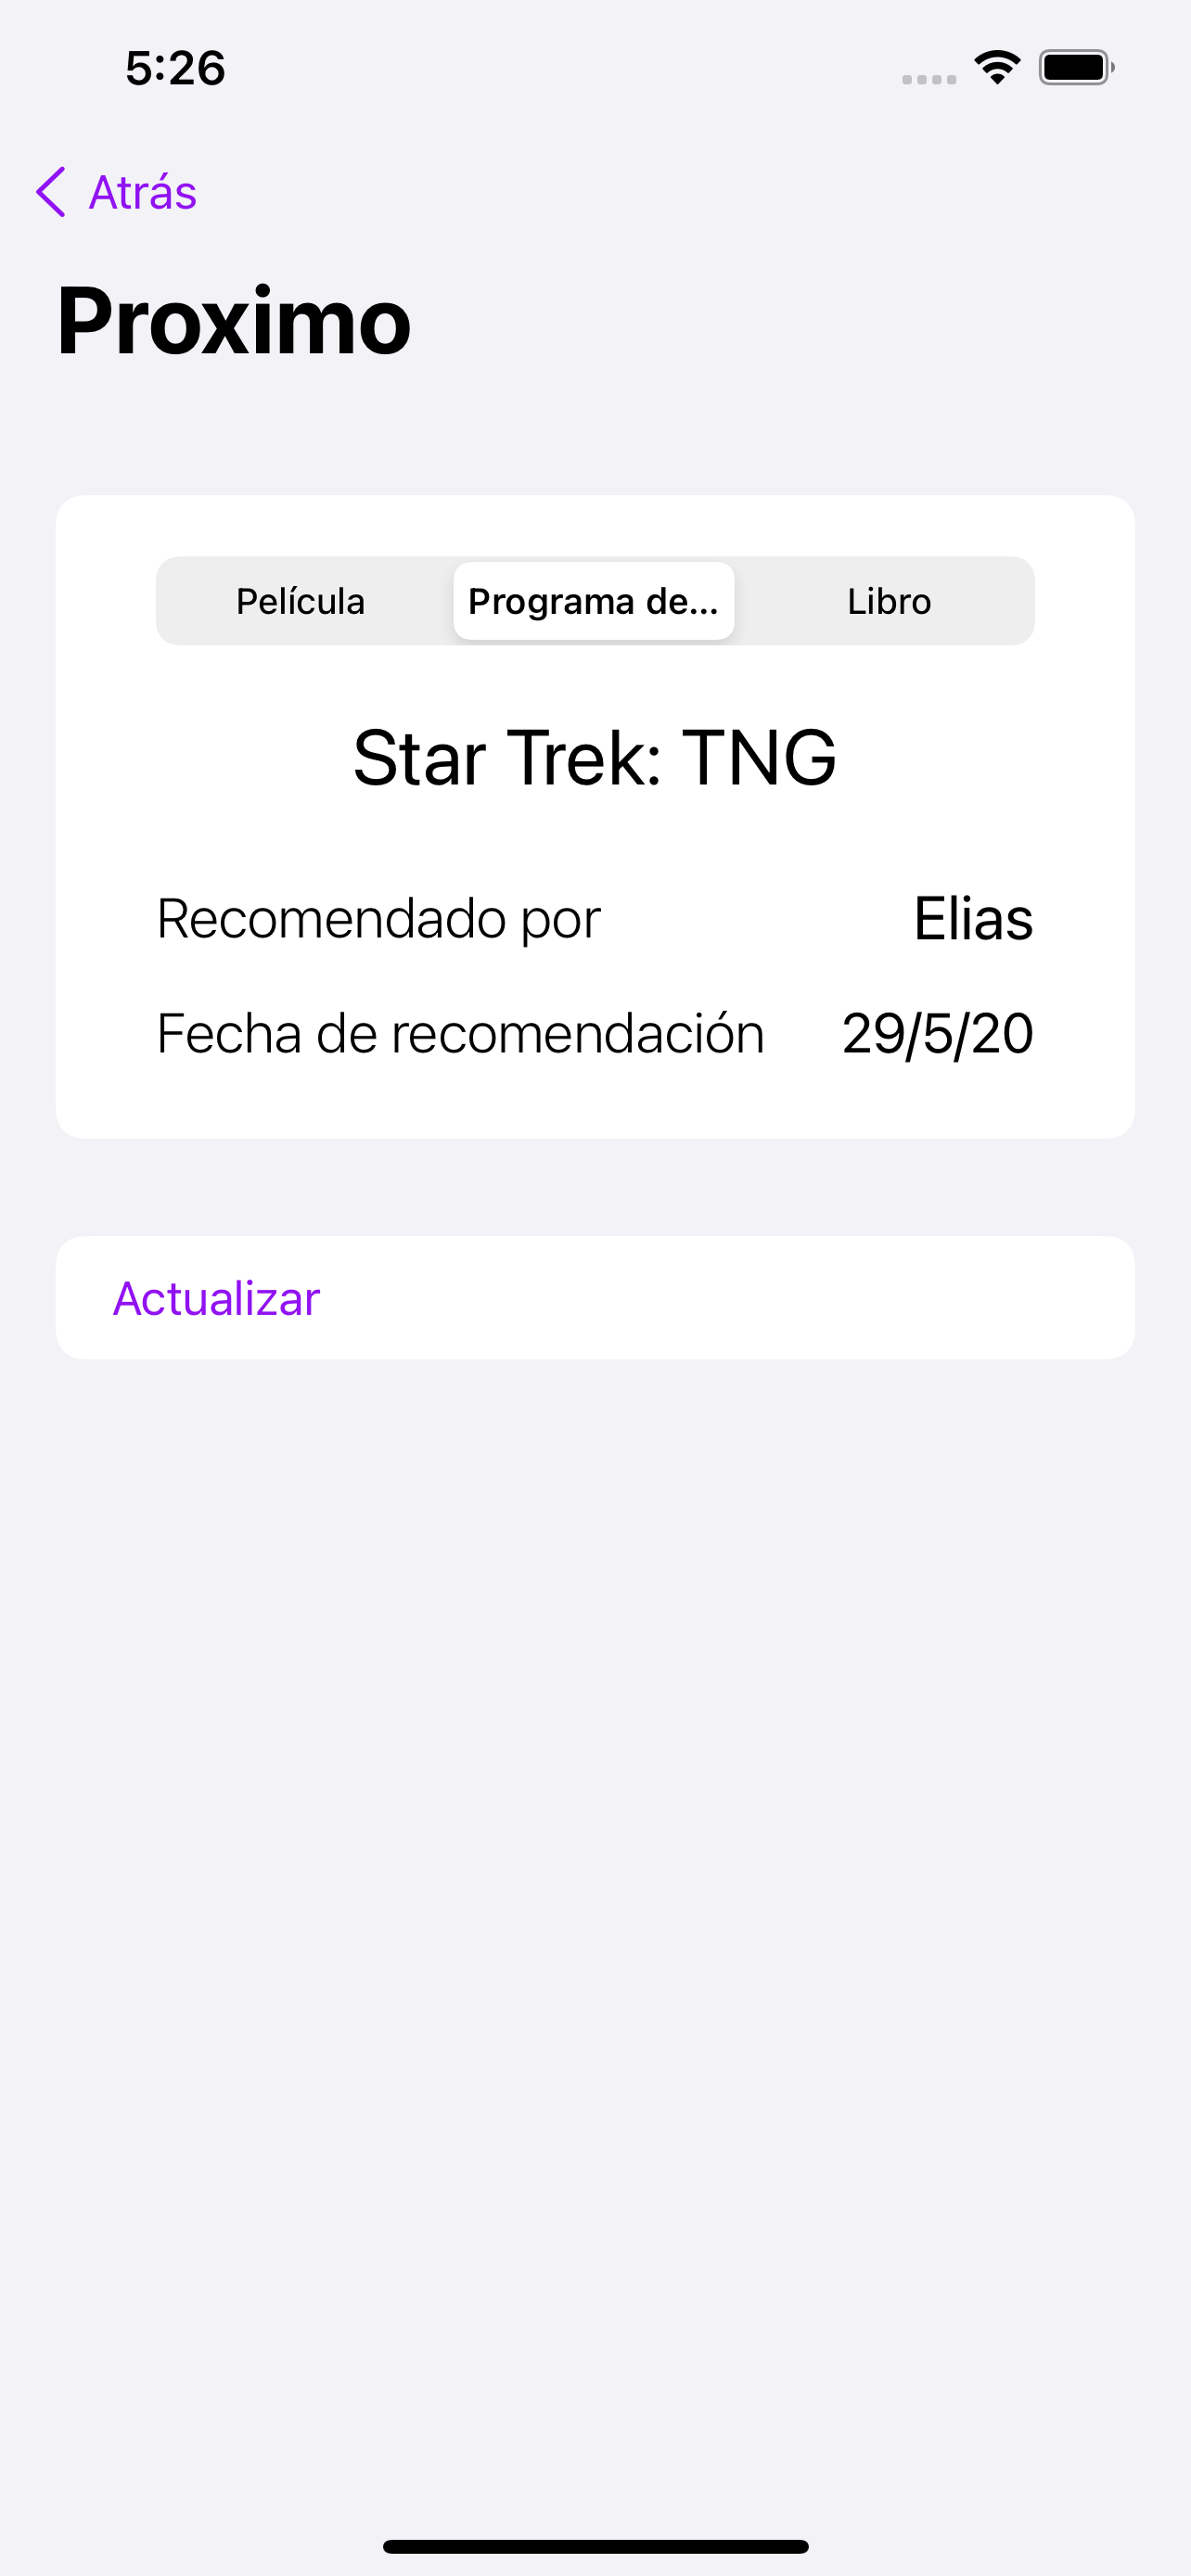 5:26
Atrás
Proximo
Película
Programa de...
Libro
Star Trek: TNG
Recomendado por
Elias
Fecha de recomendación
29/5/20
Actualizar